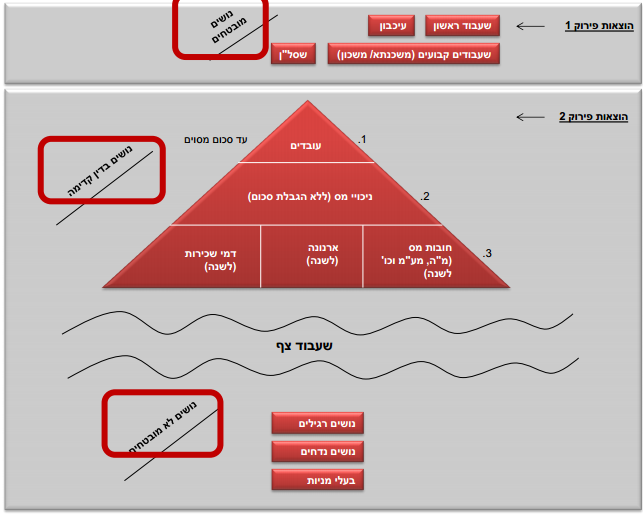 הוצאות פירוק 1
שעבוד ראשון
עיכבון
נושים
מובטחים
שעבודים קבועים (משכנתא/ משכון)
שסל"ן
הוצאות פירוק 2
1.
עובדים
עד סכום מסוים
נושים בדין קדימה
2.
ניכויי מס (ללא הגבלת סכום)
3.
חובות מס
(מ"ה, מע"מ וכו'
לשנה)
ארנונה
(לשנה)
דמי שכירות
(לשנה)
שעבוד צף
נושים לא מובטחים
נושים רגילים
נושים נדחים
בעלי מניות